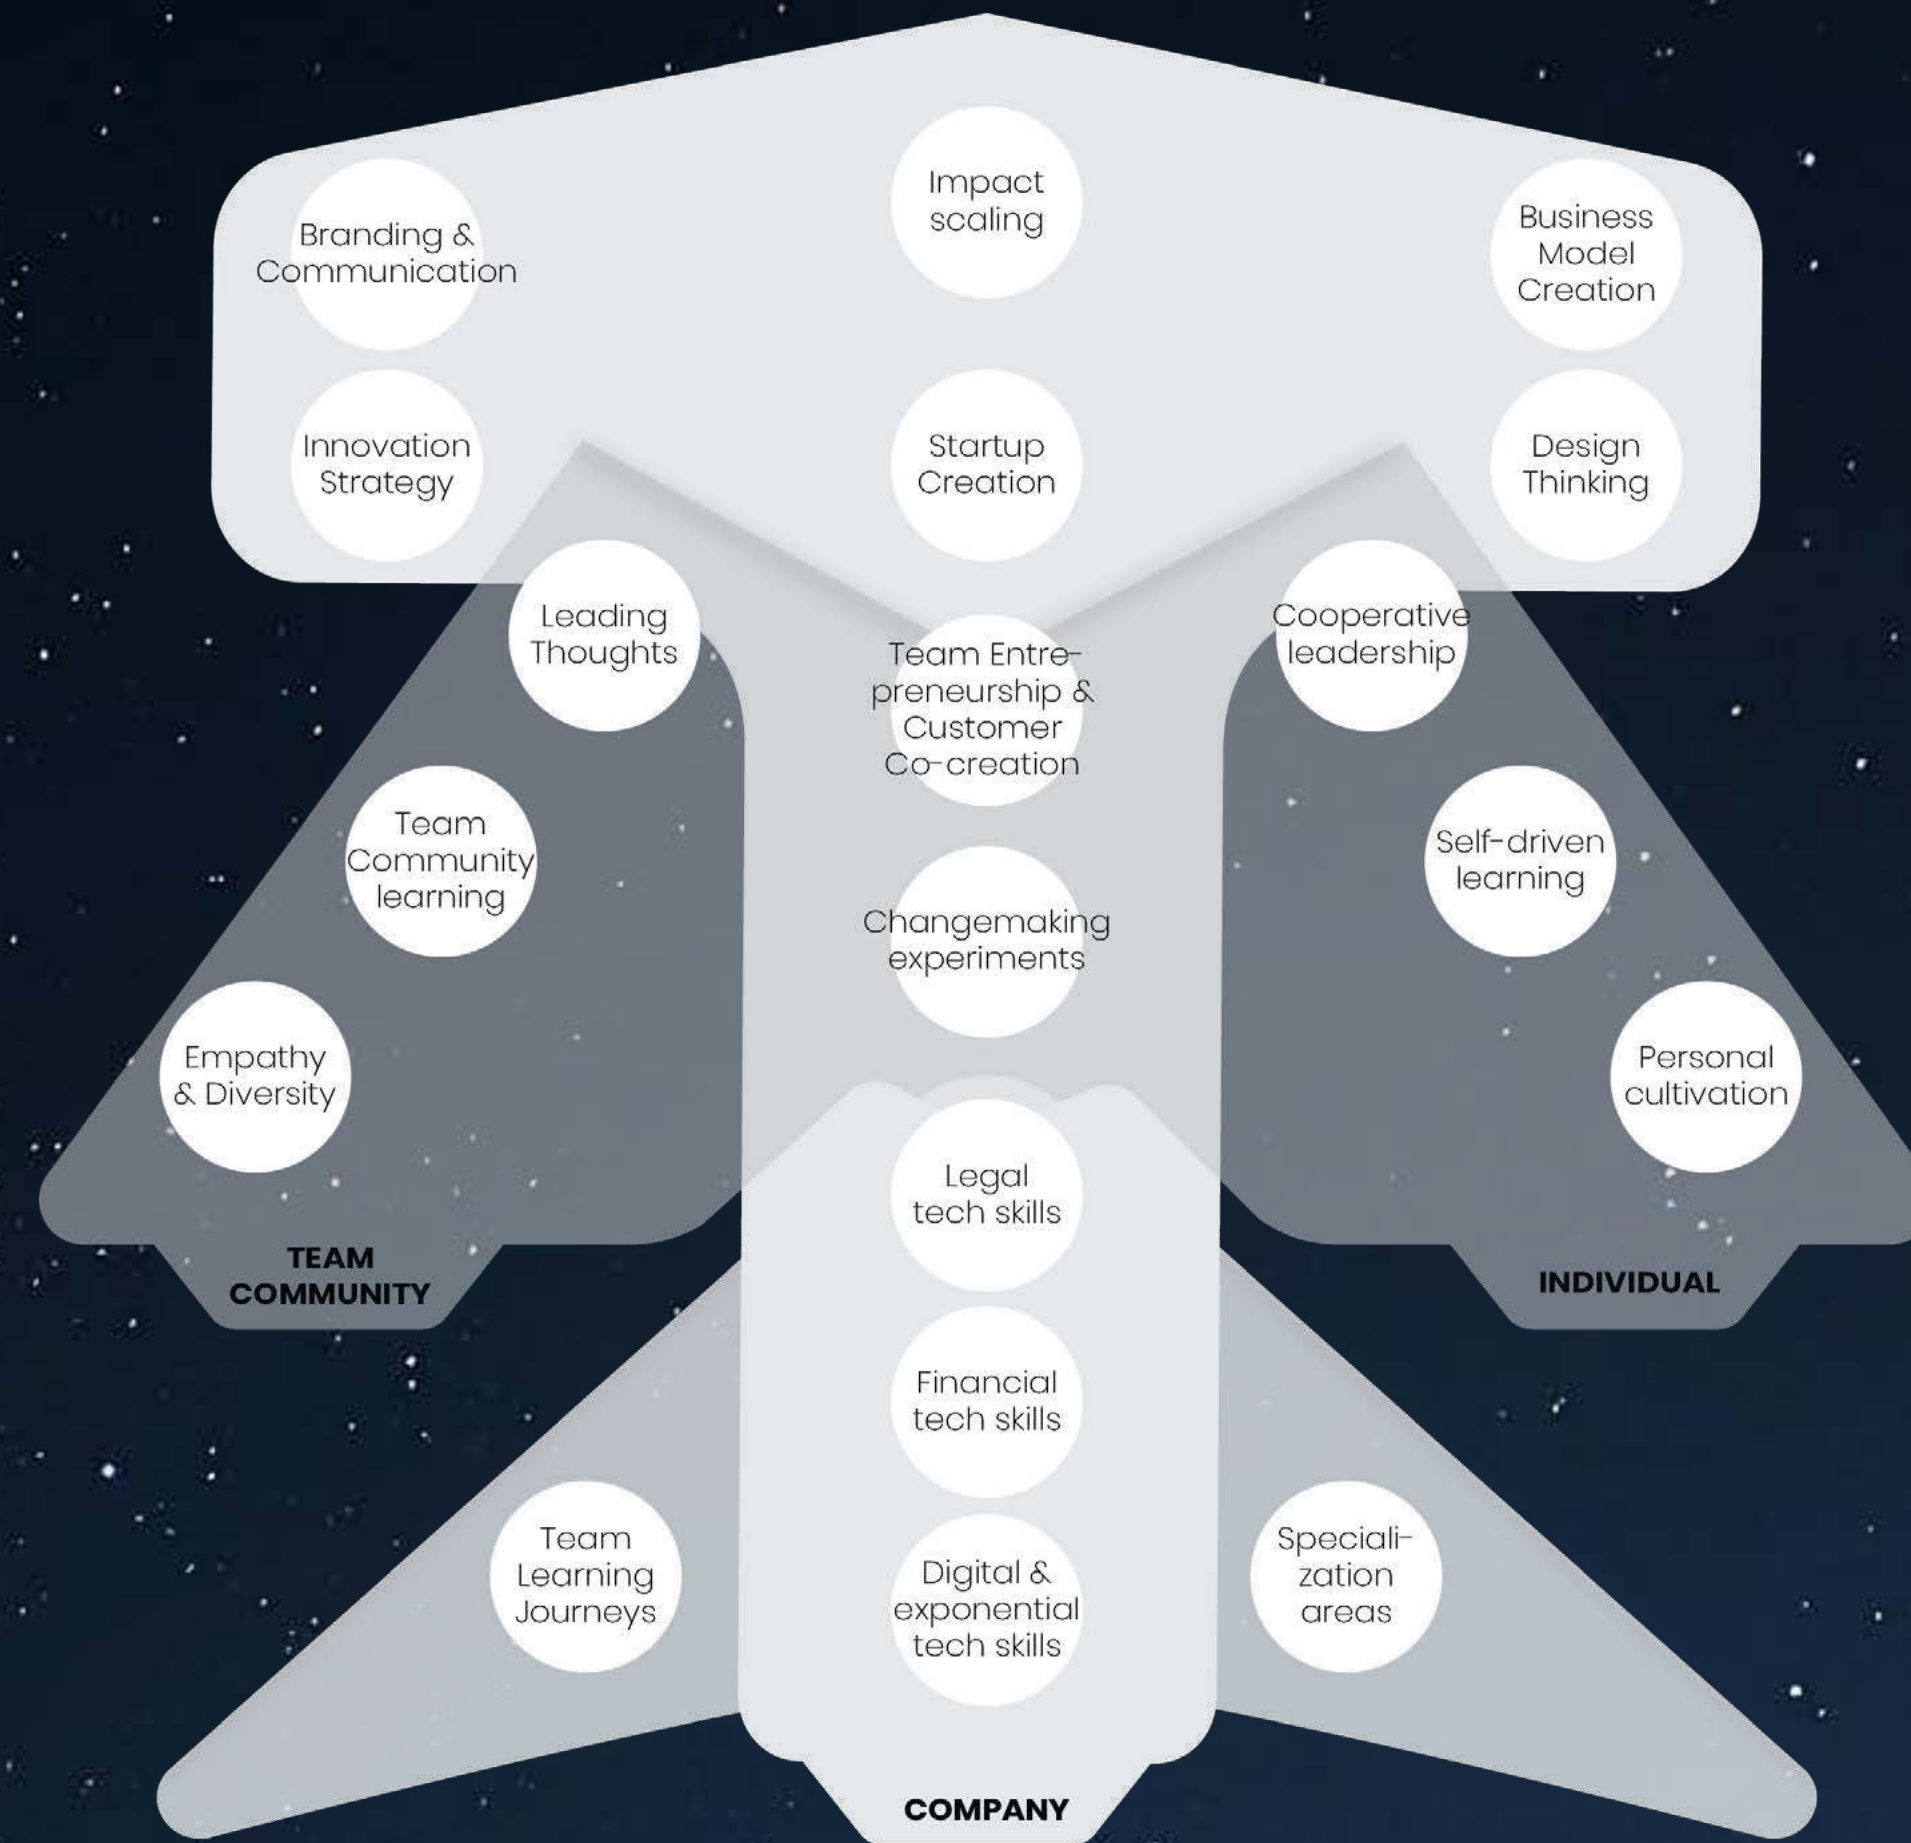 Impact
scaling
Branding &
Communication
Business
Model
Creation
Innovation
Strategy
Startup
Creation
Design
Thinking
Leading
Thoughts
Cooperative
leadership
Team Entre-
preneurship &
Customer
Co-creation
Team
Community
learning
Self-driven
learning
Changemaking
experiments
Empathy
& Diversity
Personal
cultivation
Legal
tech skills
TEAM
COMMUNITY
INDIVIDUAL
Financial
tech skills
Team
Learning
Journeys
Digital &
exponential
tech skills
Speciali-
zation
areas
COMPANY